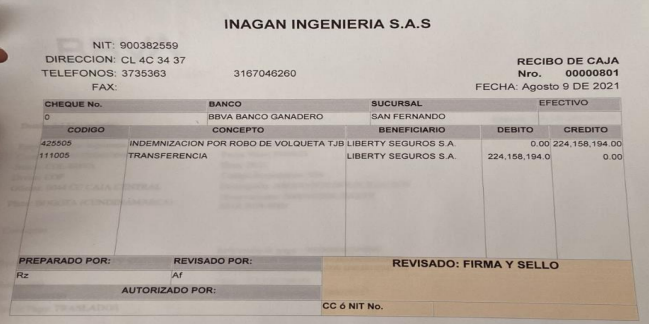 INAGAN INGENIERIA S.A.S
NIT: 900382559
DIRECCION: CL 4C 34 37
RECIBO DE CAJA
TELEFONOS: 3735363 3167046260
Nro. 00000801
FAX:
FECHA: Agosto 9 DE 2021
CHEQUE No. BANCO SUCURSAL EFECTIVO
0 BBVA BANCO GANADERO SAN FERNANDO
CODIGO CONCEPTO BENEFICIARIO DEBITO CREDITO
425505 INDEMNIZACION POR ROBO DE VOLQUETA TJB LIBERTY SEGUROS S.A. 0.00 224,158,194.00
111005 TRANSFERENCIA LIBERTY SEGUROS S.A. 224,158,194.0 0.00
PREPARADO POR: REVISADO POR: REVISADO: FIRMA Y SELLO
Rz Af
AUTORIZADO POR:
CC ó NIT No.